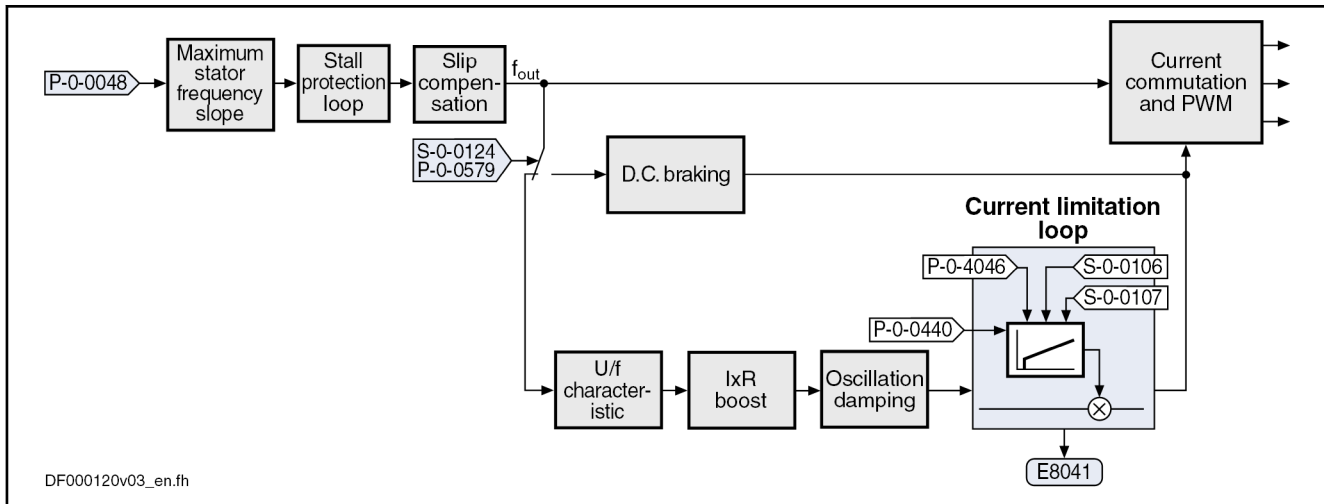 P-0-0048
Maximum
stator
frequency
slope
Stall
protection
loop
Slip
compen-
sation
fout
Current
commutation
and PWM
S-0-0124
P-0-0579
D.C. braking
Current limitation
loop
P-0-4046
S-0-0106
S-0-0107
P-0-0440
U/f
character-
istic
IxR
boost
Oscillation
damping
E8041
DF000120v03_en.fh